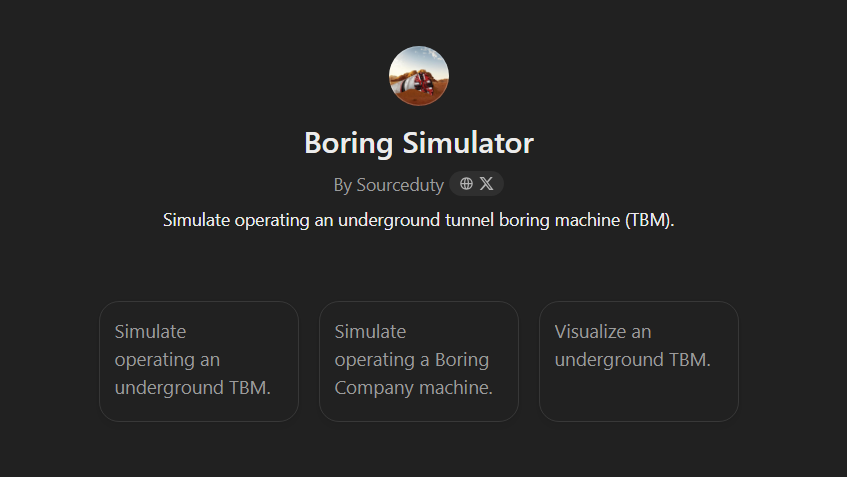 Boring Simulator
By Sourceduty
Simulate operating an underground tunnel boring machine (TBM).
Simulate
operating an
underground TBM.
Simulate
operating a Boring
Company machine.
Visualize an
underground TBM.